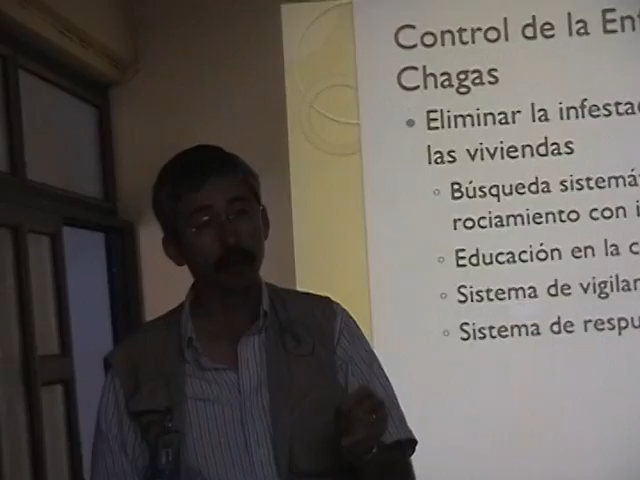 Control de la
Chagas
Eliminar la
las viviendas
Búsqueda
rociamiento con
Educación en la
Sistema de
Sistema de